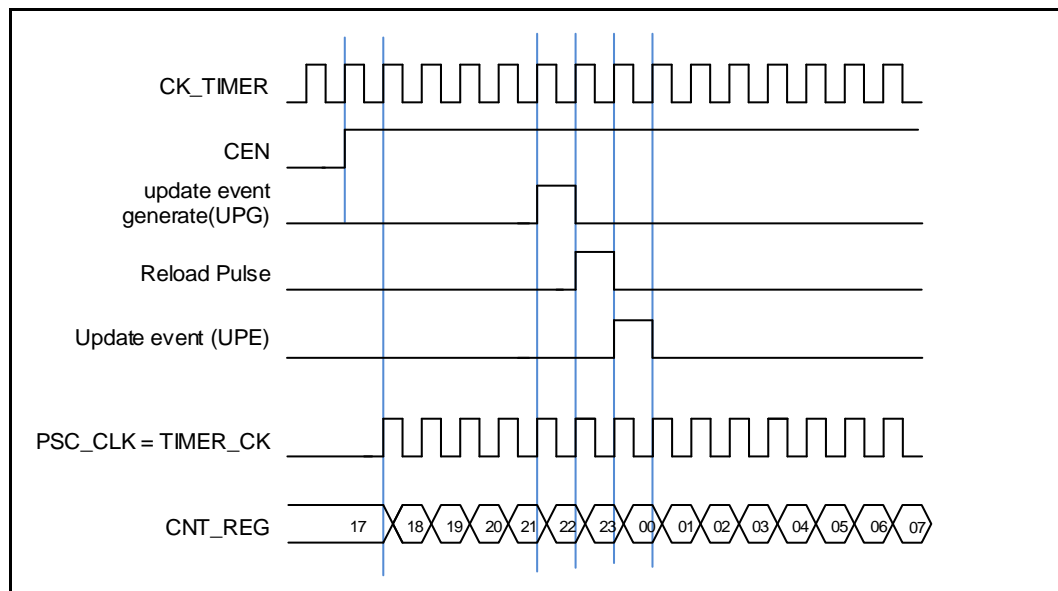 CK_TIMER
CEN
update event
generate(UPG)
Reload Pulse
Update event (UPE)
PSC_CLK = TIMER_CK
CNT_REG 17 18 19 20 21 22 23 00 01 02 03 04 05 06 07